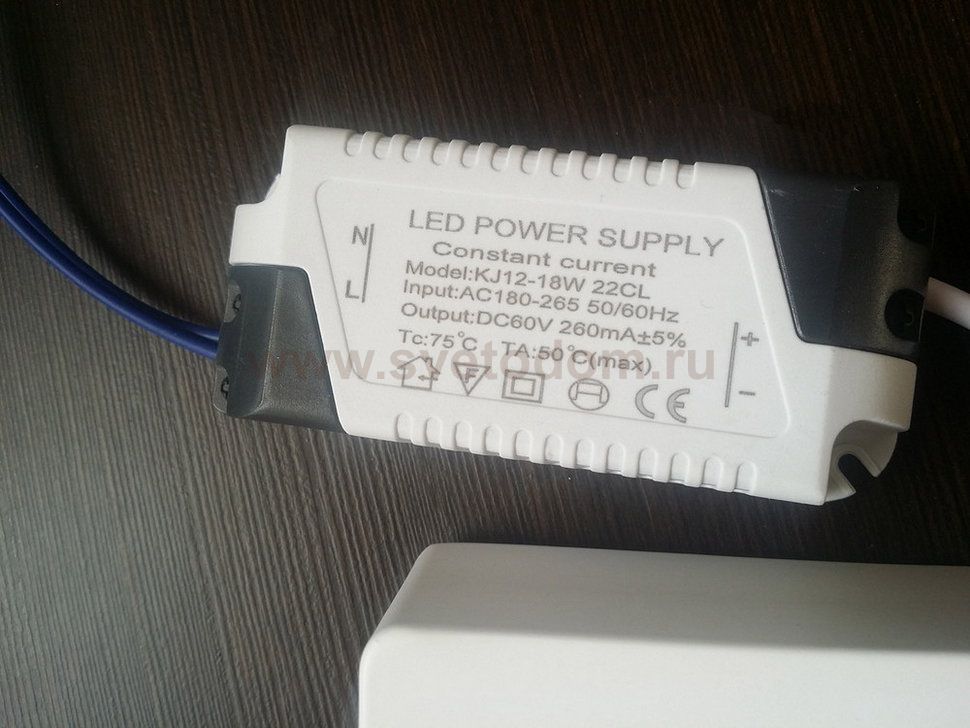 LED POWER SUPPLY
Constant current
Model:KJ12-18W 22CL
Input:AC180-265 50/60Hz
Output:DC60V 260mA±5%
Tc:75℃ TA:50℃(max)
N
L
+
-
F
CE
www.svetodom.ru